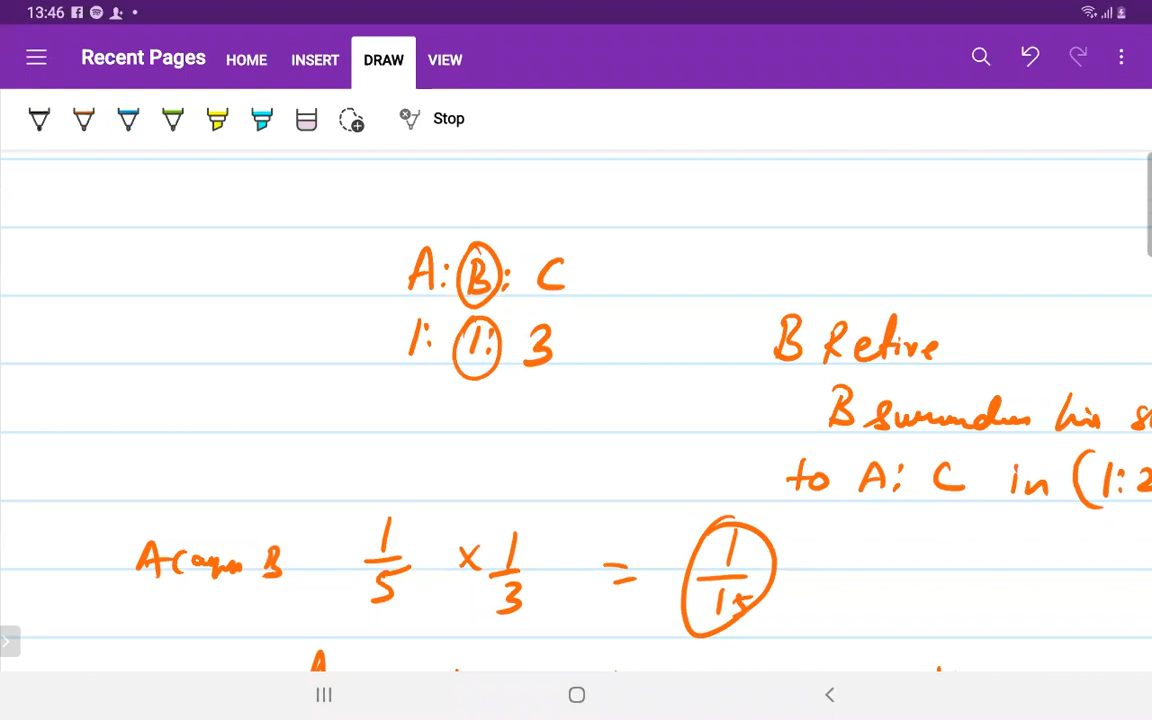 13:46
Recent Pages HOME INSERT DRAW VIEW
Stop
A: B: C
1: 1: 3
B Retire
B surrender his
to A: C in (1:2
A B 1/5 × 1/3 = 1/15